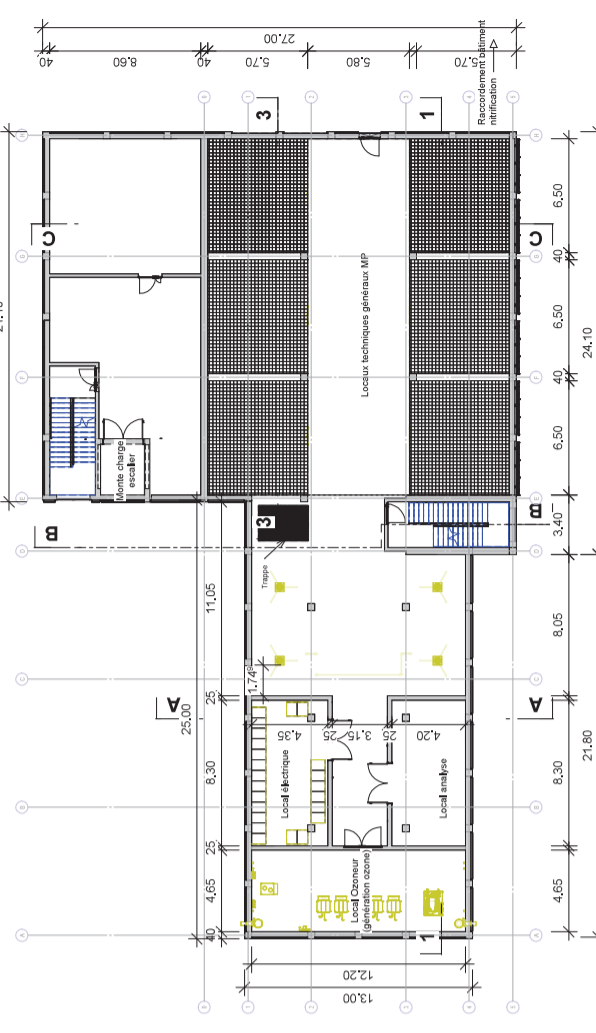 27.00
40
8.60
40
5.70
5.80
5.70
Raccordement bâtiment
nitrification
3
1
C
C
6.50
40
6.50
40
6.50
24.10
3.40
Locaux techniques généraux MP
Monte charge
escalier
3
B
B
Trappe
11.05
8.05
1.74⁵
A
A
25.00
25
8.30
25
4.65
40
4.35
25
3.15
25
4.20
Local électrique
Local analyse
Local Ozoneur
(génération ozone)
21.80
8.30
4.65
1
12.20
13.00